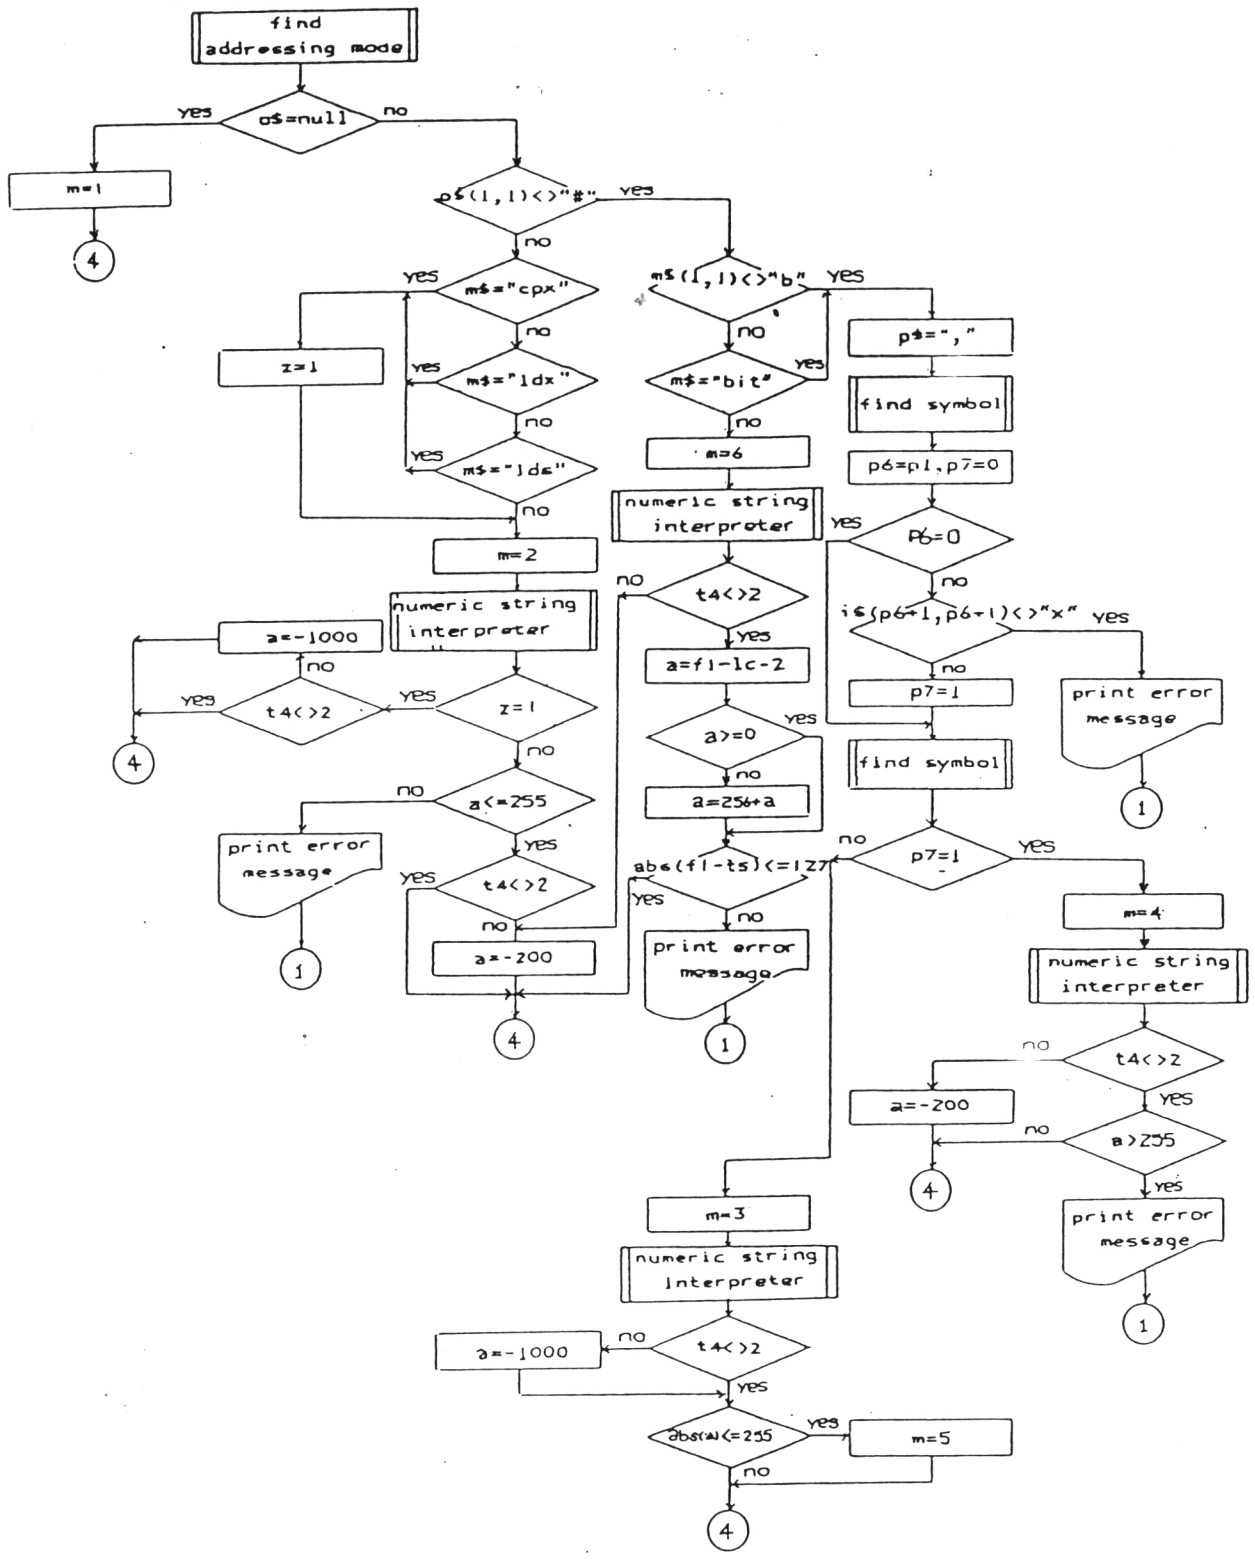 find
addressing mode
o$=null
yes
no
m=1
4
p$(1,1)<>"#"
yes
no
m$="cpx"
yes
no
z=1
m$="ldx"
yes
no
m$="lds"
yes
no
m=2
numeric string
interpreter
z=1
yes
no
t4<>2
yes
no
a=-1000
4
a<=255
no
yes
print error
message
1
t4<>2
yes
no
a=-200
4
m$(1,1)<>"b"
yes
no
m$="bit"
yes
no
m=6
numeric string
interpreter
t4<>2
no
yes
a=f1-lc-2
a>=0
yes
no
a=256+a
abs(f1-t5)<=127
yes
no
print error
message
1
p$=","
find symbol
p6=p1,p7=0
p6=0
yes
no
i$(p6+1,p6+1)<>"x"
yes
no
print error
message
1
p7=1
find symbol
p7=1
no
yes
m=4
numeric string
interpreter
t4<>2
no
yes
a=-200
a>255
no
yes
4
print error
message
1
m=3
numeric string
interpreter
t4<>2
no
yes
a=-1000
abs(a)<=255
yes
no
m=5
4